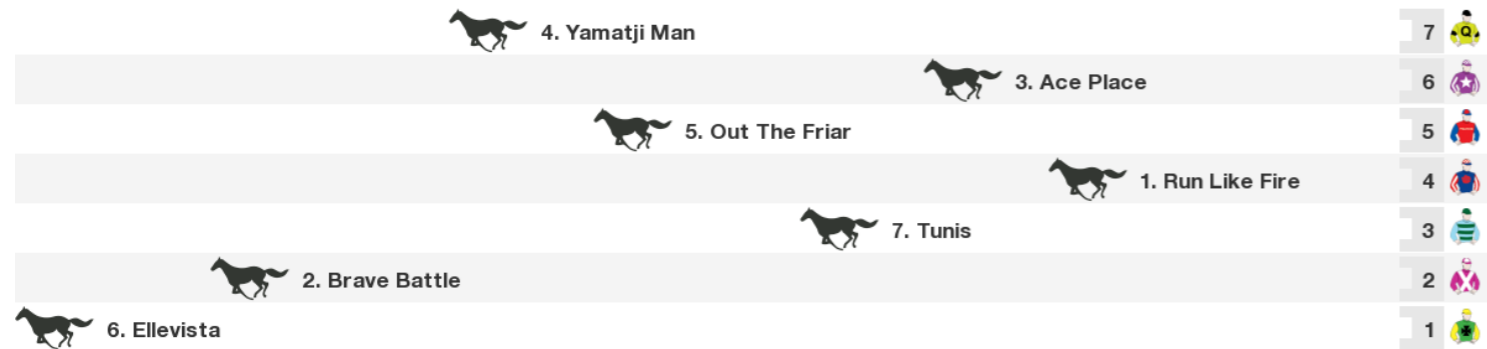 4. Yamatji Man 7 Q
3. Ace Place 6
5. Out The Friar 5
1. Run Like Fire 4
7. Tunis 3
2. Brave Battle 2
6. Ellevista 1